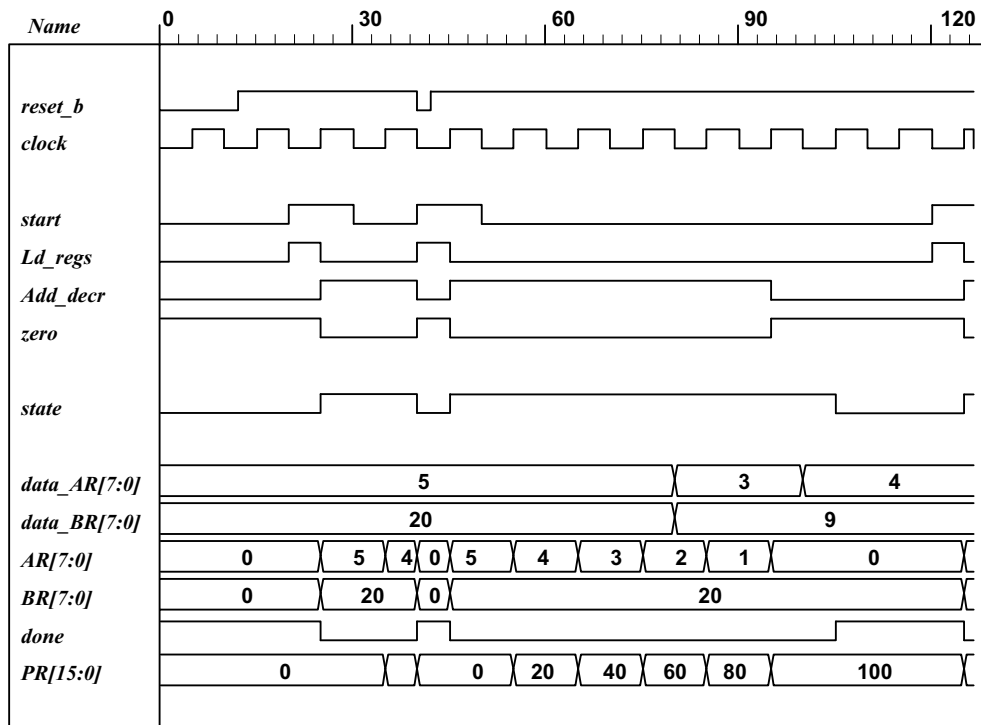 Name 0 30 60 90 120
reset_b
clock
start
Ld_regs
Add_decr
zero
state
data_AR[7:0] 5 3 4
data_BR[7:0] 20 9
AR[7:0] 0 5 4 0 5 4 3 2 1 0
BR[7:0] 0 20 0 20
done
PR[15:0] 0 0 20 40 60 80 100